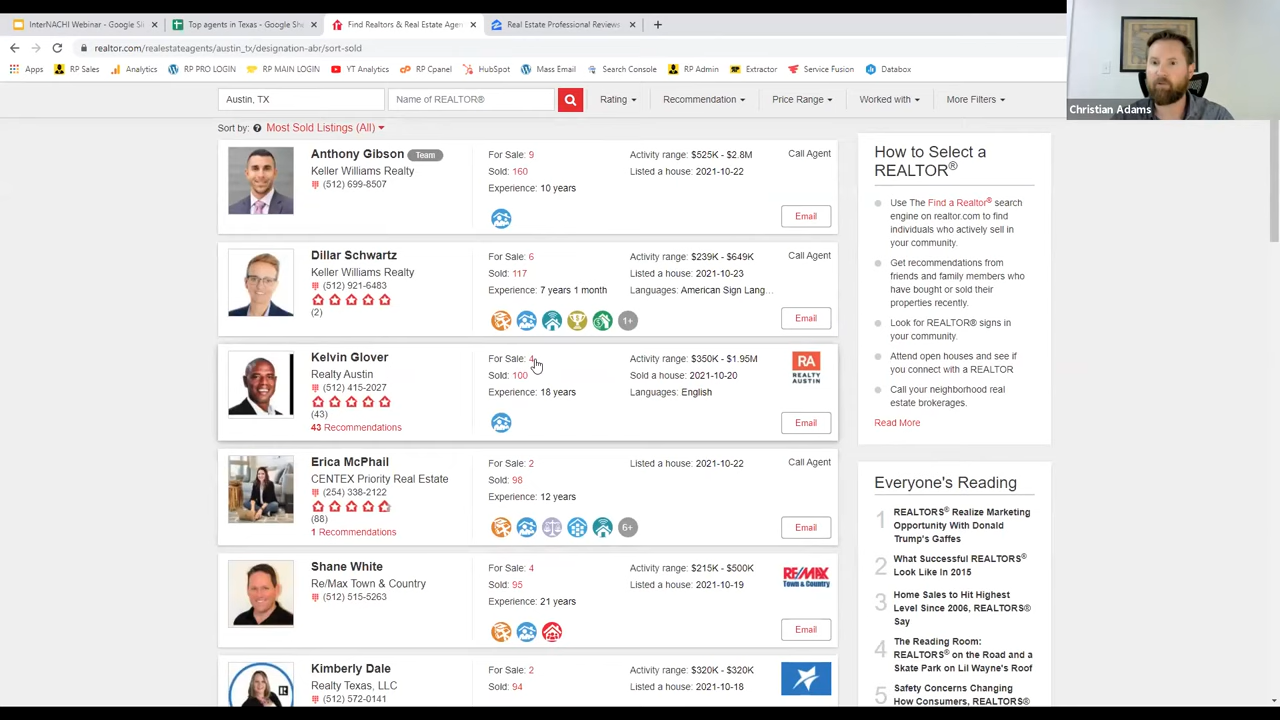 InterNACHI Webinar - Google Sli
Top agents in Texas - Google She
Find Realtors & Real Estate Agen
Real Estate Professional Reviews
realtor.com/realestateagents/austin_tx/designation-abr/sort-sold
Apps
RP Sales
Analytics
RP PRO LOGIN
RP MAIN LOGIN
YT Analytics
RP Cpanel
HubSpot
Mass Email
Search Console
RP Admin
Extractor
Service Fusion
Databox
Christian Adams
Austin, TX
Name of REALTOR®
Rating
Recommendation
Price Range
Worked with
More Filters
Sort by: Most Sold Listings (All)
Anthony Gibson Team
Keller Williams Realty
(512) 699-8507
For Sale: 9
Sold: 160
Experience: 10 years
Activity range: $525K - $2.8M
Listed a house: 2021-10-22
Call Agent
Email
Dillar Schwartz
Keller Williams Realty
(512) 921-6483
(2)
For Sale: 6
Sold: 117
Experience: 7 years 1 month
Activity range: $239K - $649K
Listed a house: 2021-10-23
Languages: American Sign Lang...
1+
Call Agent
Email
Kelvin Glover
Realty Austin
(512) 415-2027
(43)
43 Recommendations
For Sale: 4
Sold: 100
Experience: 18 years
Activity range: $350K - $1.95M
Sold a house: 2021-10-20
Languages: English
RA
REALTY
AUSTIN
Email
Erica McPhail
CENTEX Priority Real Estate
(254) 338-2122
(88)
1 Recommendations
For Sale: 2
Sold: 98
Experience: 12 years
Listed a house: 2021-10-22
6+
Call Agent
Email
Shane White
Re/Max Town & Country
(512) 515-5263
For Sale: 4
Sold: 95
Experience: 21 years
Activity range: $215K - $500K
Listed a house: 2021-10-19
RE/MAX
Town & Country
Email
Kimberly Dale
Realty Texas, LLC
(512) 572-0141
For Sale: 2
Sold: 94
Activity range: $320K - $320K
Listed a house: 2021-10-18
How to Select a
REALTOR®
Use The Find a Realtor® search
engine on realtor.com to find
individuals who actively sell in
your community.
Get recommendations from
friends and family members who
have bought or sold their
properties recently.
Look for REALTOR® signs in
your community.
Attend open houses and see if
you connect with a REALTOR
Call your neighborhood real
estate brokerages.
Read More
Everyone's Reading
1 REALTORS® Realize Marketing
Opportunity With Donald
Trump's Gaffes
2 What Successful REALTORS®
Look Like In 2015
3 Home Sales to Hit Highest
Level Since 2006, REALTORS®
Say
4 The Reading Room:
REALTORS® on the Road and a
Skate Park on Lil Wayne's Roof
5 Safety Concerns Changing
How Consumers, REALTORS®